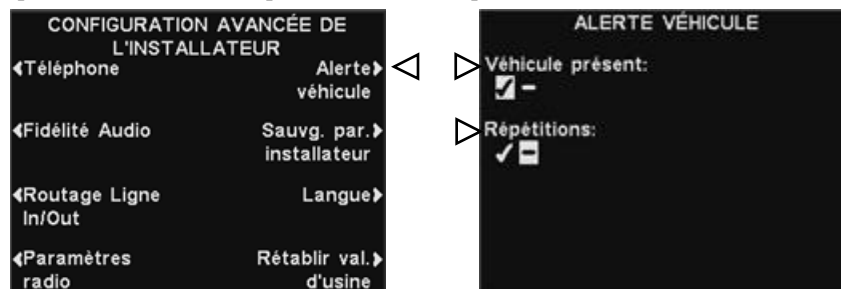 CONFIGURATION AVANCÉE DE
L'INSTALLATEUR
Téléphone
Alerte
véhicule
Fidélité Audio
Sauvg. par.
installateur
Routage Ligne
In/Out
Langue
Paramètres
radio
Rétablir val.
d'usine
ALERTE VÉHICULE
Véhicule présent:
✓ –
Répétitions:
✓ –